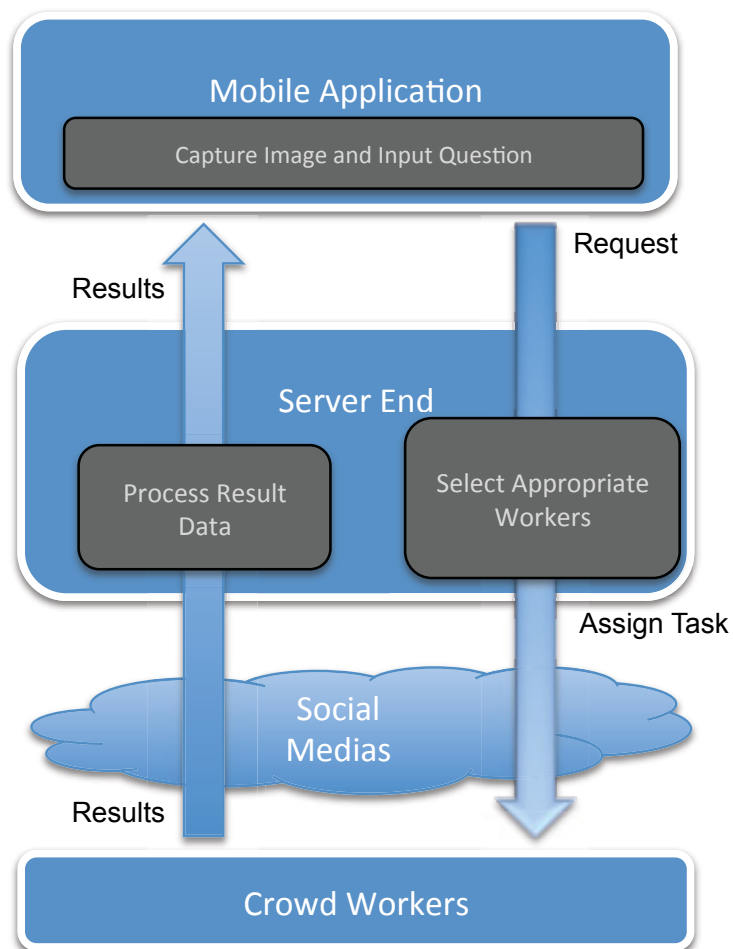 Mobile Application
Capture Image and Input Question
Request
Results
Server End
Process Result
Data
Select Appropriate
Workers
Assign Task
Social
Medias
Results
Crowd Workers